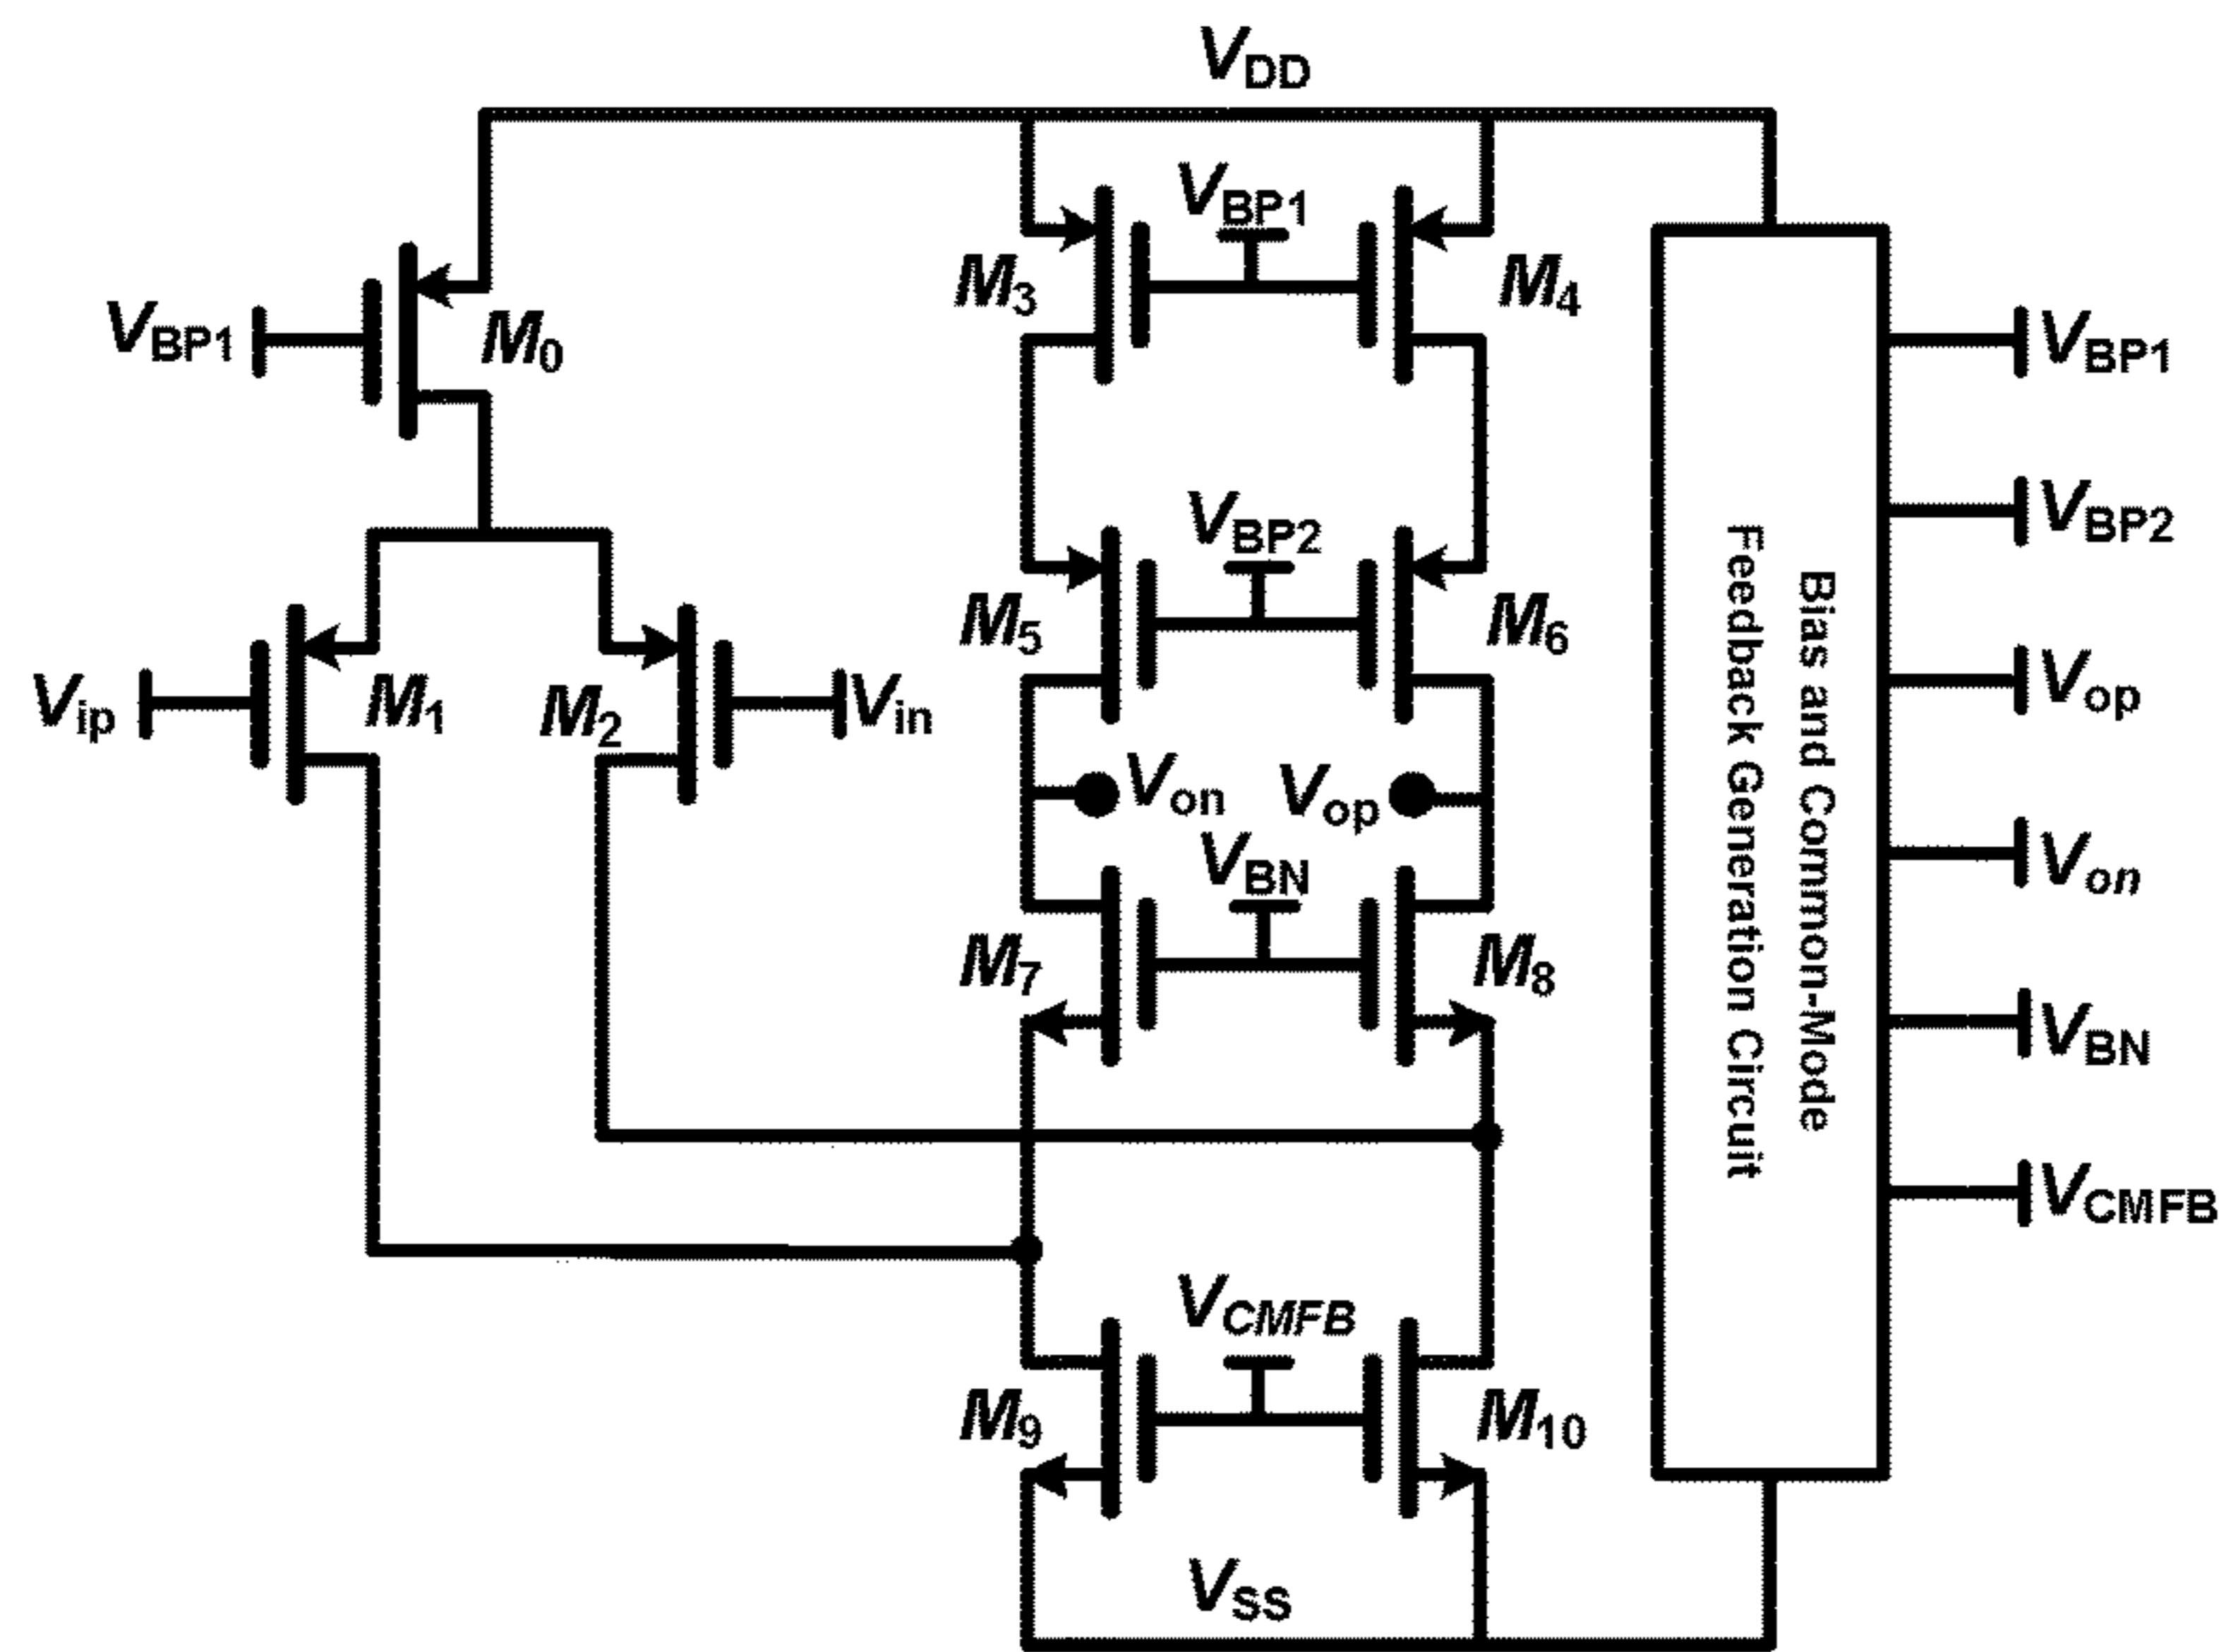 VDD
VBP1
M3
M4
VBP1
M0
VBP1
VBP2
VBP2
M5
M6
Vip
M1
M2
Vin
Vop
Von
Vop
VBN
Von
M7
M8
VBN
VCMFB
VCMFB
M9
M10
VSS
Bias and Common-Mode
Feedback Generation Circuit